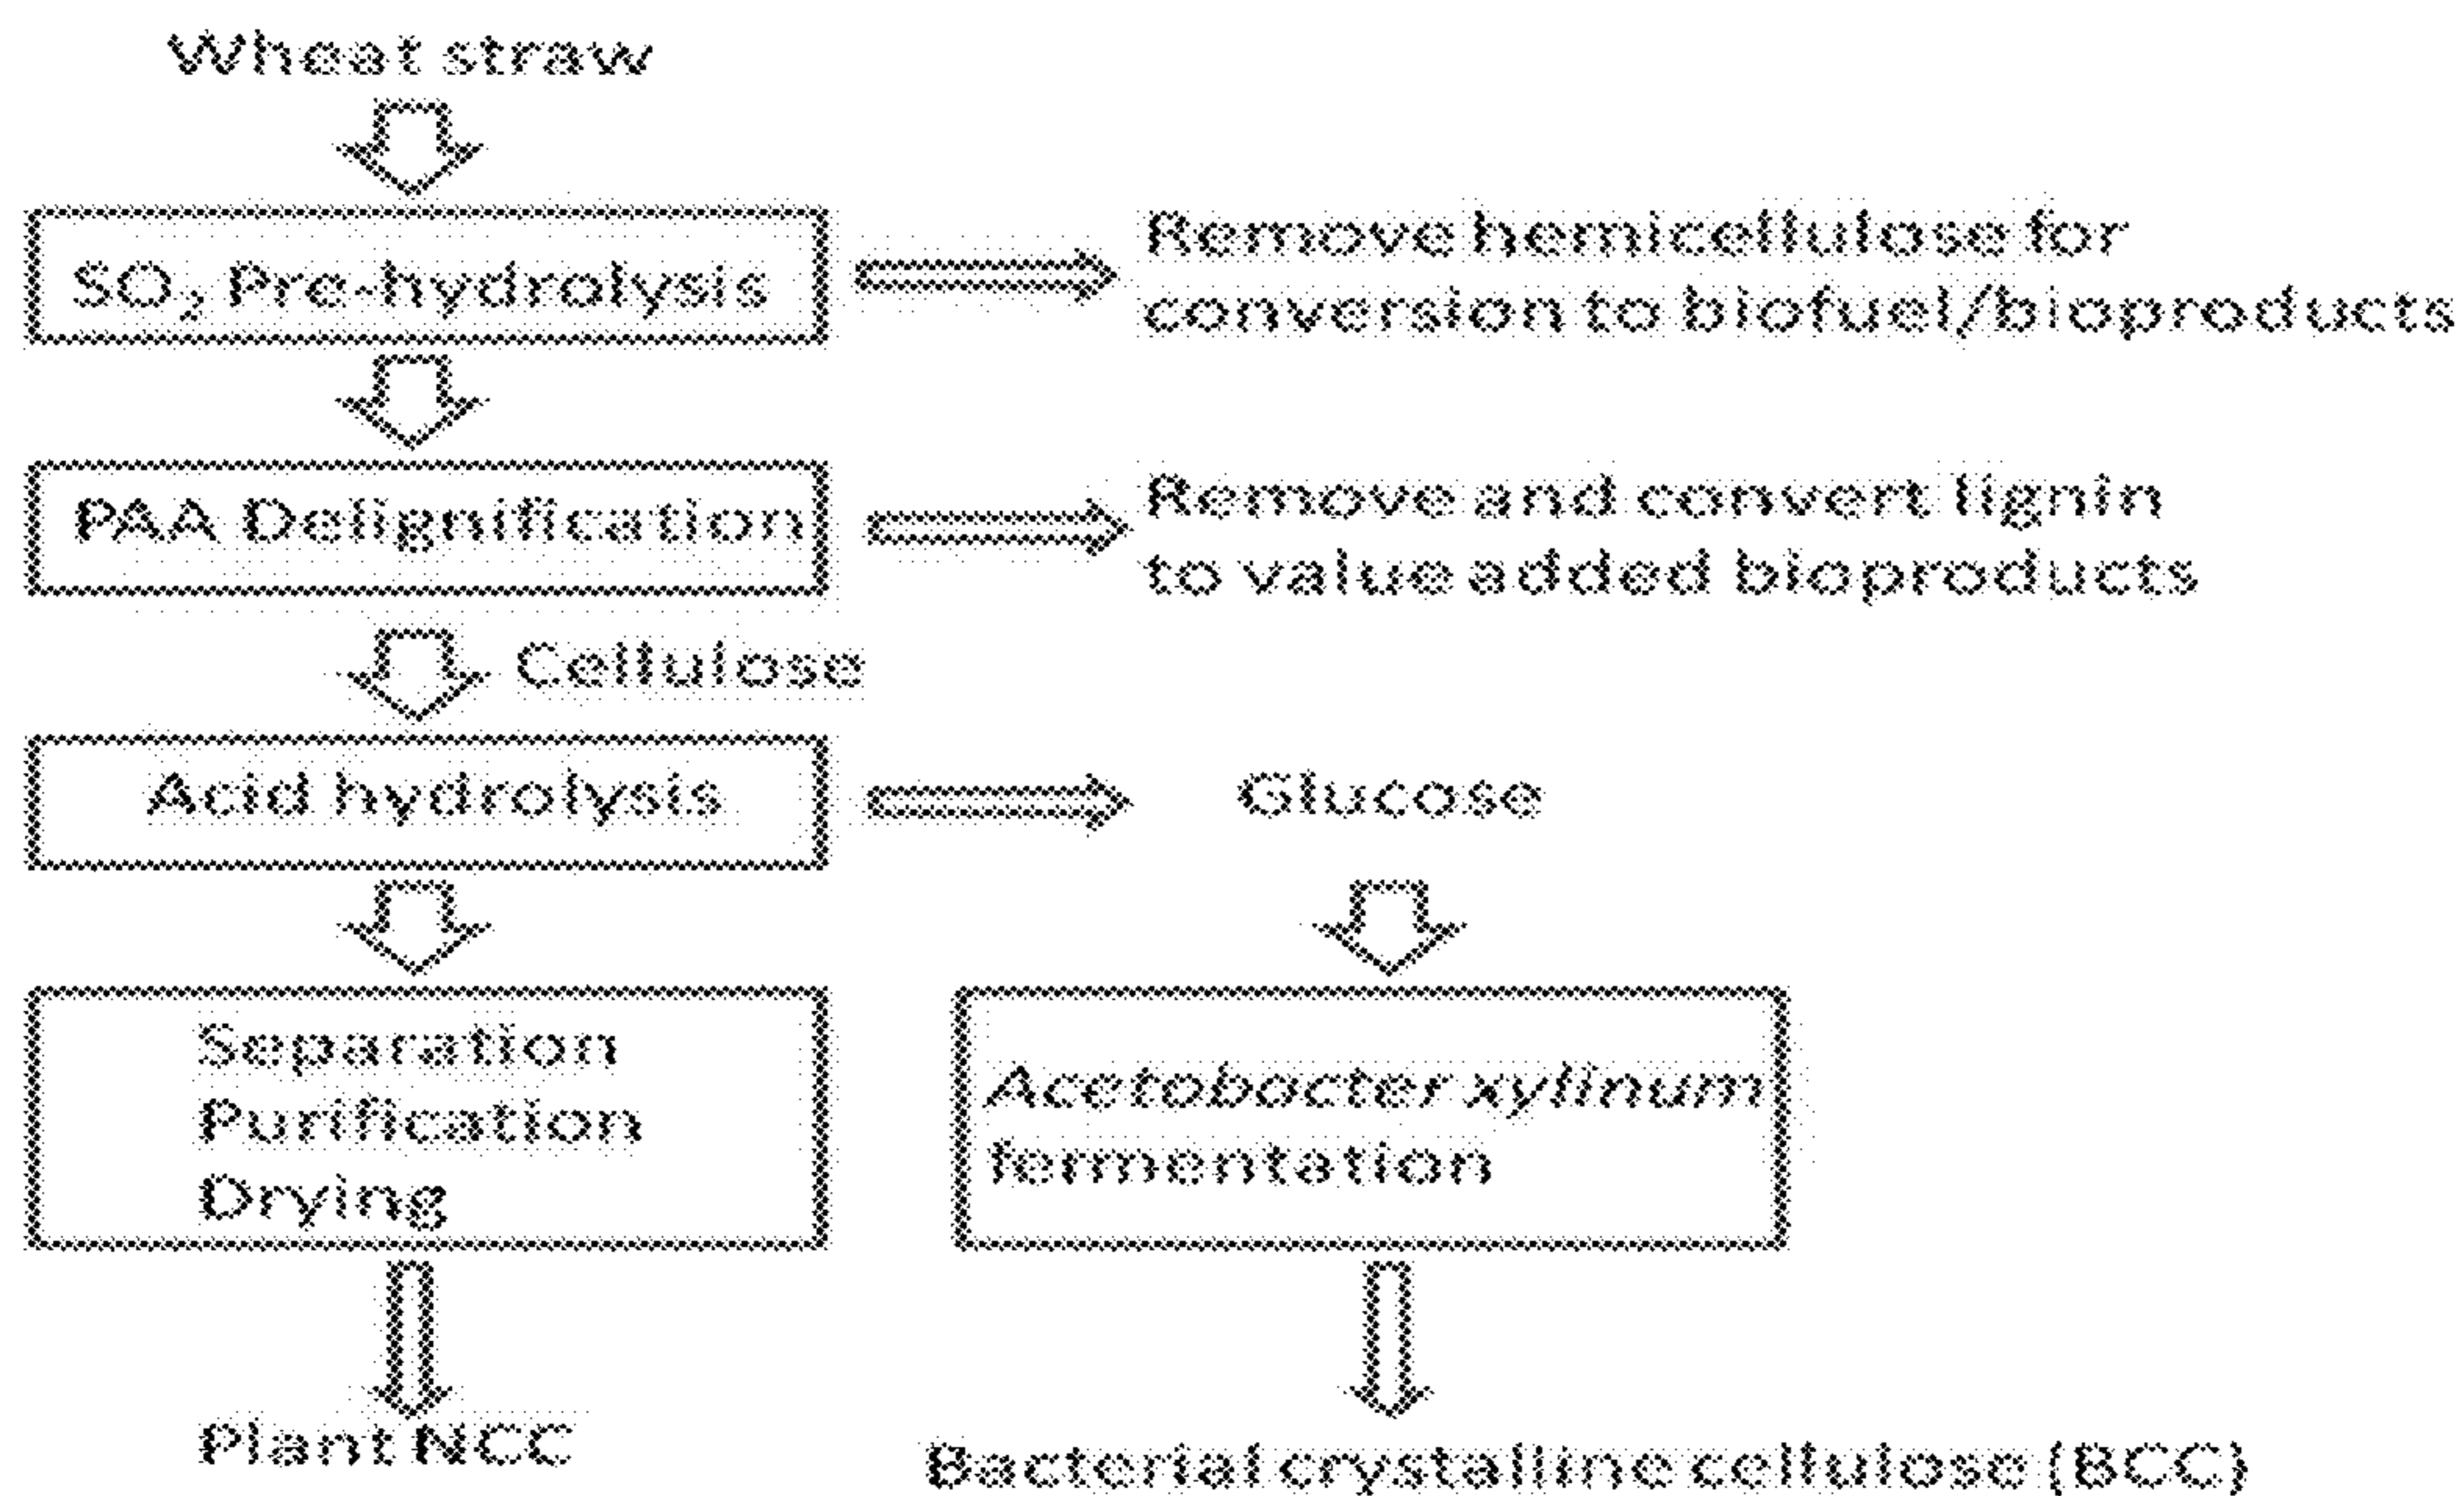 Wheat straw
SO₂ Pre-hydrolysis
Remove hemicellulose for
conversion to biofuel/bioproducts
PAA Delignification
Remove and convert lignin
to value added bioproducts
Cellulose
Acid hydrolysis
Glucose
Separation
Purification
Drying
Acetobacter xylinum
fermentation
Plant NCC
Bacterial crystalline cellulose (BCC)